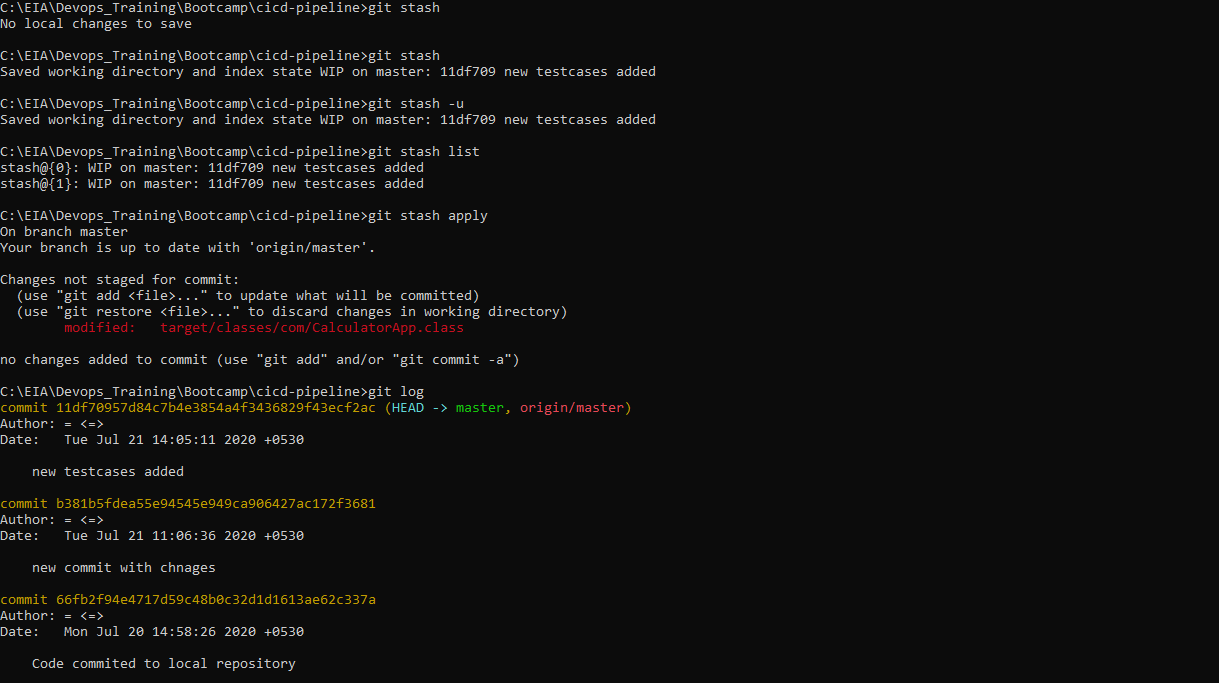 C:\EIA\Devops_Training\Bootcamp\cicd-pipeline>git stash
No local changes to save
C:\EIA\Devops_Training\Bootcamp\cicd-pipeline>git stash
Saved working directory and index state WIP on master: 11df709 new testcases added
C:\EIA\Devops_Training\Bootcamp\cicd-pipeline>git stash -u
Saved working directory and index state WIP on master: 11df709 new testcases added
C:\EIA\Devops_Training\Bootcamp\cicd-pipeline>git stash list
stash@{0}: WIP on master: 11df709 new testcases added
stash@{1}: WIP on master: 11df709 new testcases added
C:\EIA\Devops_Training\Bootcamp\cicd-pipeline>git stash apply
On branch master
Your branch is up to date with 'origin/master'.
Changes not staged for commit:
  (use "git add <file>..." to update what will be committed)
  (use "git restore <file>..." to discard changes in working directory)
        modified:   target/classes/com/CalculatorApp.class
no changes added to commit (use "git add" and/or "git commit -a")
C:\EIA\Devops_Training\Bootcamp\cicd-pipeline>git log
commit 11df70957d84c7b4e3854a4f3436829f43ecf2ac (HEAD -> master, origin/master)
Author: = <=>
Date:   Tue Jul 21 14:05:11 2020 +0530
    new testcases added
commit b381b5fdea55e94545e949ca906427ac172f3681
Author: = <=>
Date:   Tue Jul 21 11:06:36 2020 +0530
    new commit with chnages
commit 66fb2f94e4717d59c48b0c32d1d1613ae62c337a
Author: = <=>
Date:   Mon Jul 20 14:58:26 2020 +0530
    Code commited to local repository